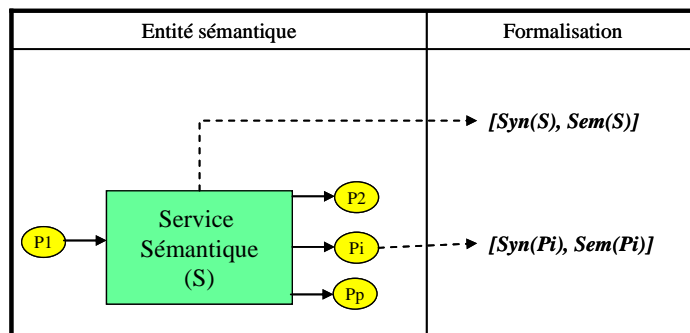 Entité sémantique
Formalisation
[Syn(S), Sem(S)]
P2
Service
Sémantique
(S)
P1
Pi
[Syn(Pi), Sem(Pi)]
Pp